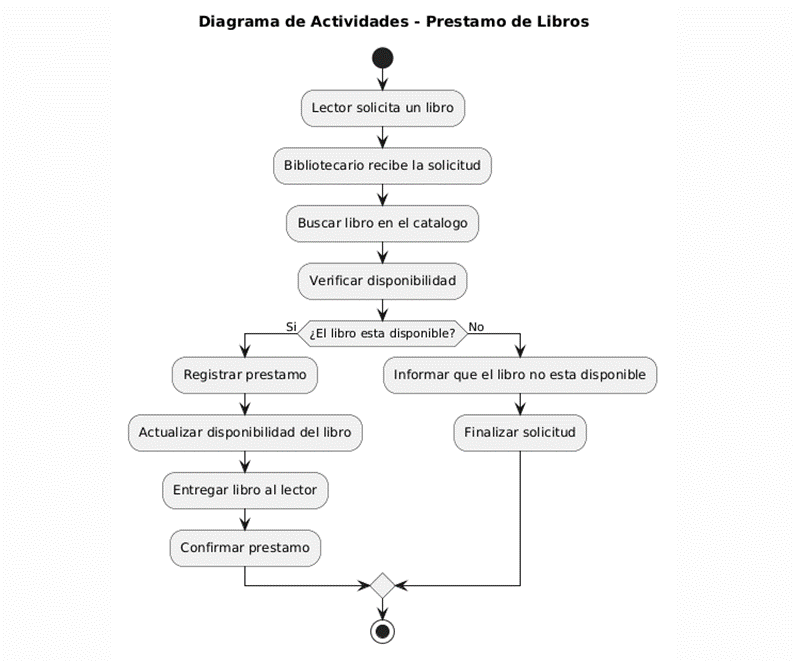 Diagrama de Actividades - Prestamo de Libros
Lector solicita un libro
Bibliotecario recibe la solicitud
Buscar libro en el catalogo
Verificar disponibilidad
Si
¿El libro esta disponible?
No
Registrar prestamo
Informar que el libro no esta disponible
Actualizar disponibilidad del libro
Finalizar solicitud
Entregar libro al lector
Confirmar prestamo